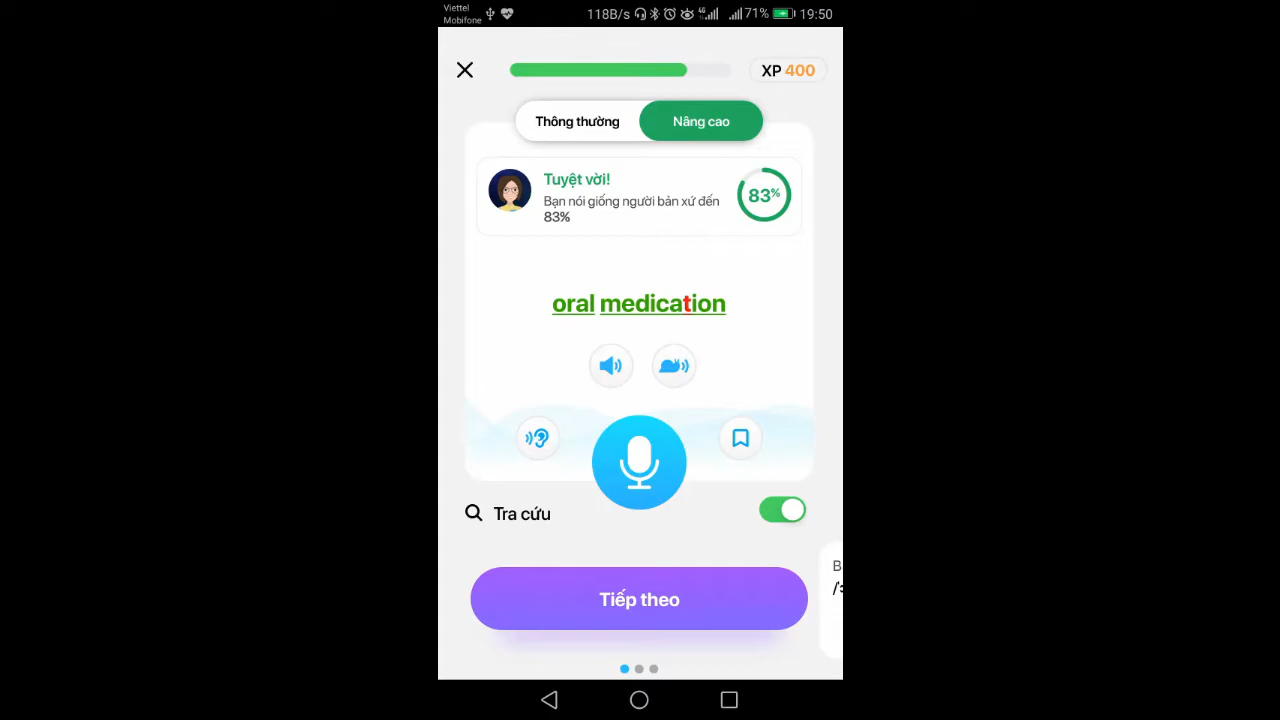 Viettel
Mobifone
118B/s 4G 71% 19:50
XP 400
Thông thường Nâng cao
Tuyệt vời!
Bạn nói giống người bản xứ đến
83%
83%
oral medication
Tra cứu
Tiếp theo